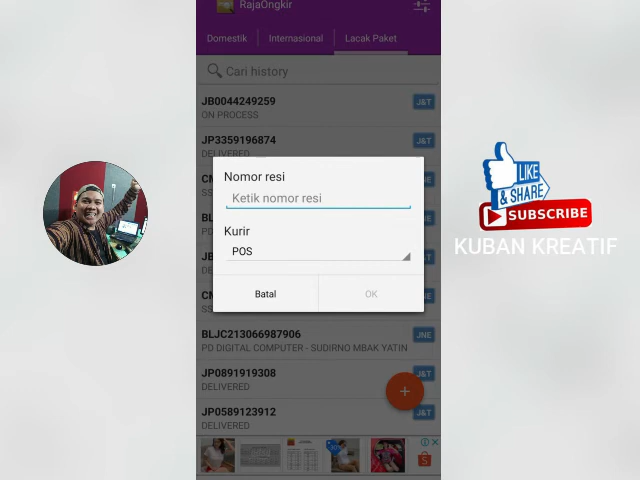 RajaOngkir
Domestik
Internasional
Lacak Paket
Cari history
JB0044249259
J&T
ON PROCESS
JP3359196874
J&T
DELIVERED
Nomor resi
Ketik nomor resi
Kurir
POS
Batal
OK
BLJC213066987906
JNE
PD DIGITAL COMPUTER - SUDIRNO MBAK YATIN
JP0891919308
J&T
DELIVERED
+
JP0589123912
J&T
DELIVERED
LIKE
& SHARE
SUBSCRIBE
KUBAN KREATIF